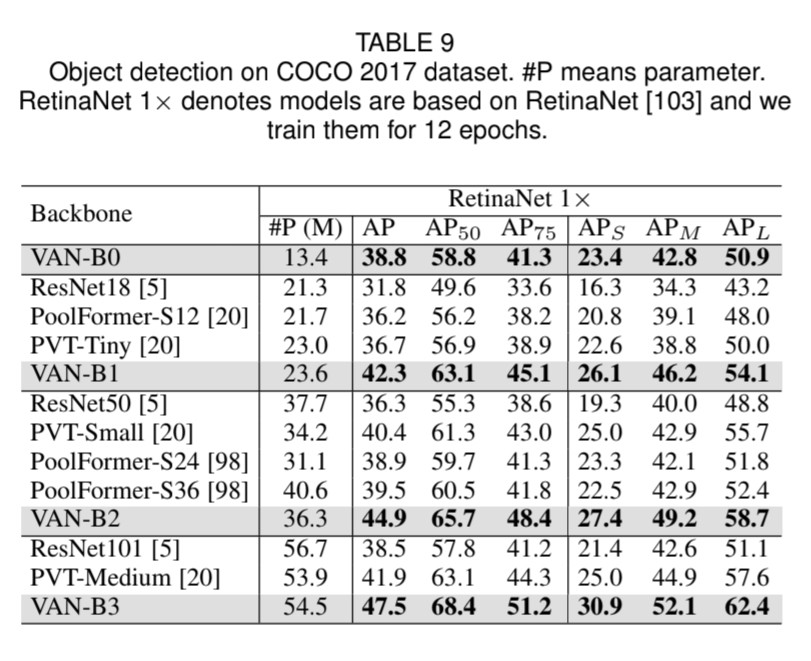 TABLE 9
Object detection on COCO 2017 dataset. #P means parameter.
RetinaNet 1× denotes models are based on RetinaNet [103] and we
train them for 12 epochs.
Backbone RetinaNet 1×
#P (M) AP AP50 AP75 APS APM APL
VAN-B0 13.4 38.8 58.8 41.3 23.4 42.8 50.9
ResNet18 [5] 21.3 31.8 49.6 33.6 16.3 34.3 43.2
PoolFormer-S12 [20] 21.7 36.2 56.2 38.2 20.8 39.1 48.0
PVT-Tiny [20] 23.0 36.7 56.9 38.9 22.6 38.8 50.0
VAN-B1 23.6 42.3 63.1 45.1 26.1 46.2 54.1
ResNet50 [5] 37.7 36.3 55.3 38.6 19.3 40.0 48.8
PVT-Small [20] 34.2 40.4 61.3 43.0 25.0 42.9 55.7
PoolFormer-S24 [98] 31.1 38.9 59.7 41.3 23.3 42.1 51.8
PoolFormer-S36 [98] 40.6 39.5 60.5 41.8 22.5 42.9 52.4
VAN-B2 36.3 44.9 65.7 48.4 27.4 49.2 58.7
ResNet101 [5] 56.7 38.5 57.8 41.2 21.4 42.6 51.1
PVT-Medium [20] 53.9 41.9 63.1 44.3 25.0 44.9 57.6
VAN-B3 54.5 47.5 68.4 51.2 30.9 52.1 62.4